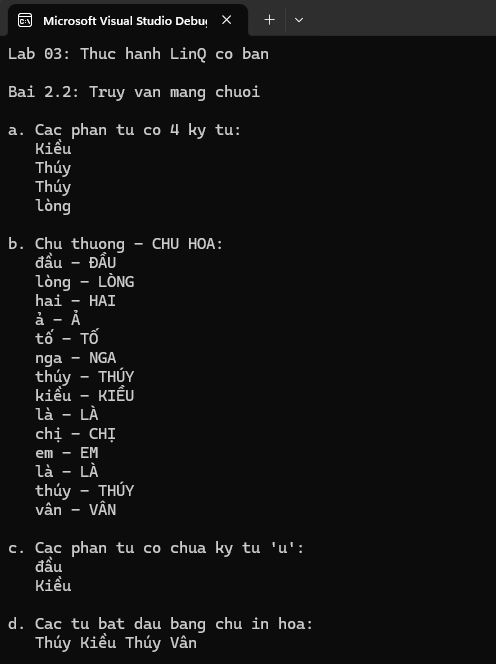 Microsoft Visual Studio Debu
Lab 03: Thuc hanh LinQ co ban
Bai 2.2: Truy van mang chuoi
a. Cac phan tu co 4 ky tu:
Kiều
Thúy
Thúy
lòng
b. Chu thuong - CHU HOA:
đầu - ĐẦU
lòng - LÒNG
hai - HAI
ả - Ả
tố - TỐ
nga - NGA
thúy - THÚY
kiều - KIỀU
là - LÀ
chị - CHỊ
em - EM
là - LÀ
thúy - THÚY
vân - VÂN
c. Cac phan tu co chua ky tu 'u':
đầu
Kiều
d. Cac tu bat dau bang chu in hoa:
Thúy Kiều Thúy Vân